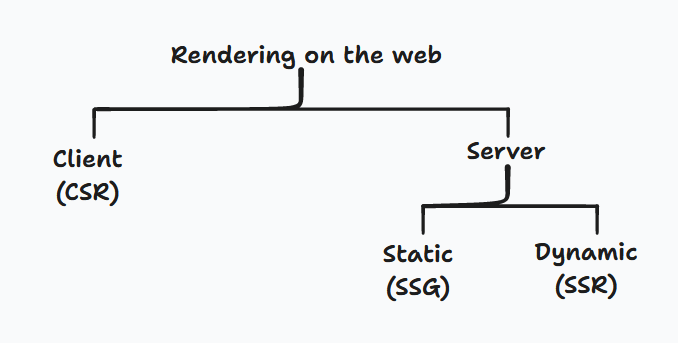 Rendering on the web
Client
(CSR)
Server
Static
(SSG)
Dynamic
(SSR)